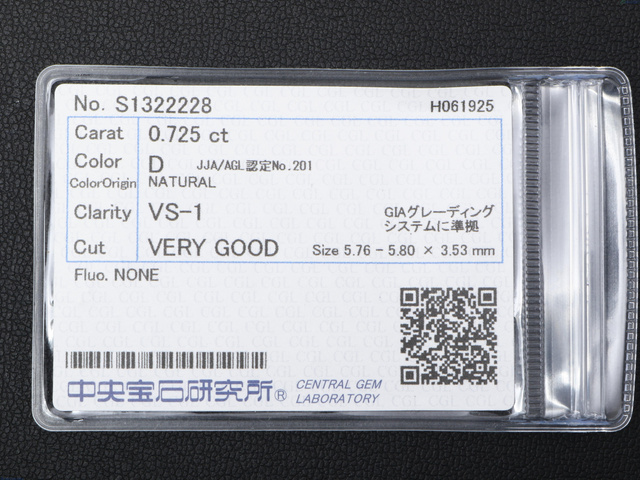 No. S1322228 H061925
Carat 0.725 ct
Color D JJA/AGL認定No.201
ColorOrigin NATURAL
Clarity VS-1 GIAグレーディング
システムに準拠
Cut VERY GOOD Size 5.76 - 5.80 × 3.53 mm
Fluo. NONE
中央宝石研究所® CENTRAL GEM
LABORATORY